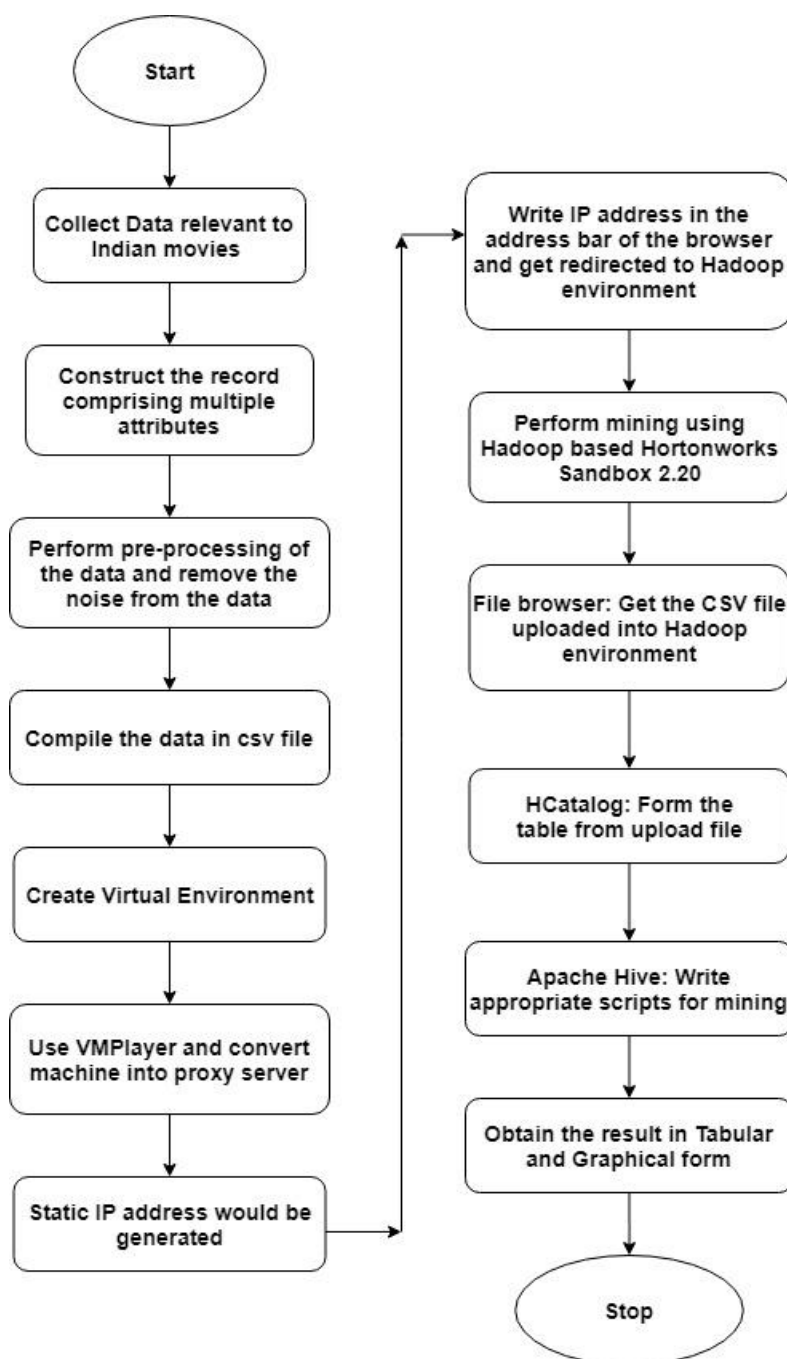 Start
Collect Data relevant to
Indian movies
Construct the record
comprising multiple
attributes
Perform pre-processing of
the data and remove the
noise from the data
Compile the data in csv file
Create Virtual Environment
Use VMPlayer and convert
machine into proxy server
Static IP address would be
generated
Write IP address in the
address bar of the browser
and get redirected to Hadoop
environment
Perform mining using
Hadoop based Hortonworks
Sandbox 2.20
File browser: Get the CSV file
uploaded into Hadoop
environment
HCatalog: Form the
table from upload file
Apache Hive: Write
appropriate scripts for mining
Obtain the result in Tabular
and Graphical form
Stop